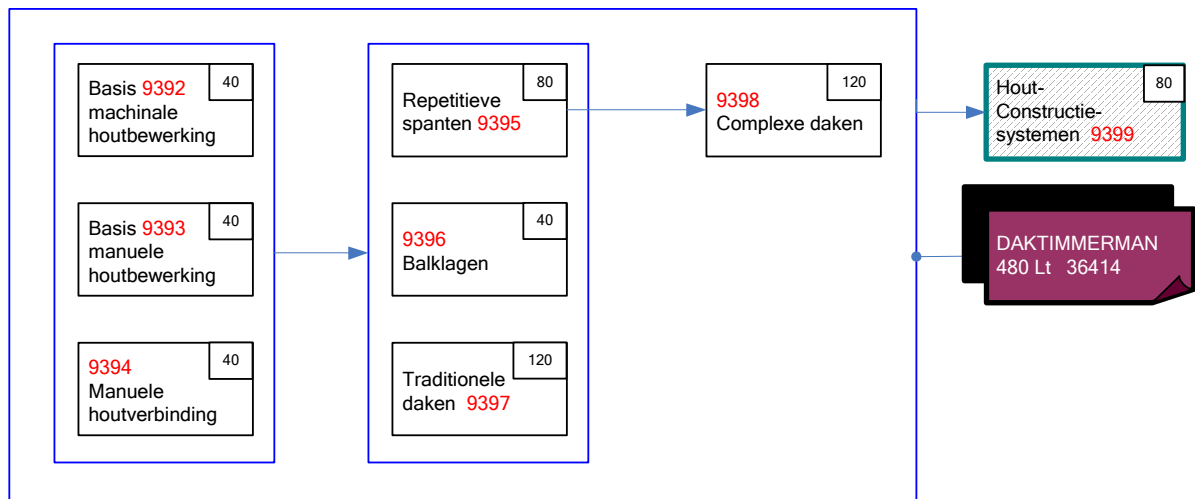 Basis 9392
machinale
houtbewerking
40
Basis 9393
manuele
houtbewerking
40
9394
Manuele
houtverbinding
40
Repetitieve
spanten 9395
80
9396
Balklagen
40
Traditionele
daken 9397
120
9398
Complexe daken
120
Hout-
Constructie-
systemen 9399
80
DAKTIMMERMAN
480 Lt 36414